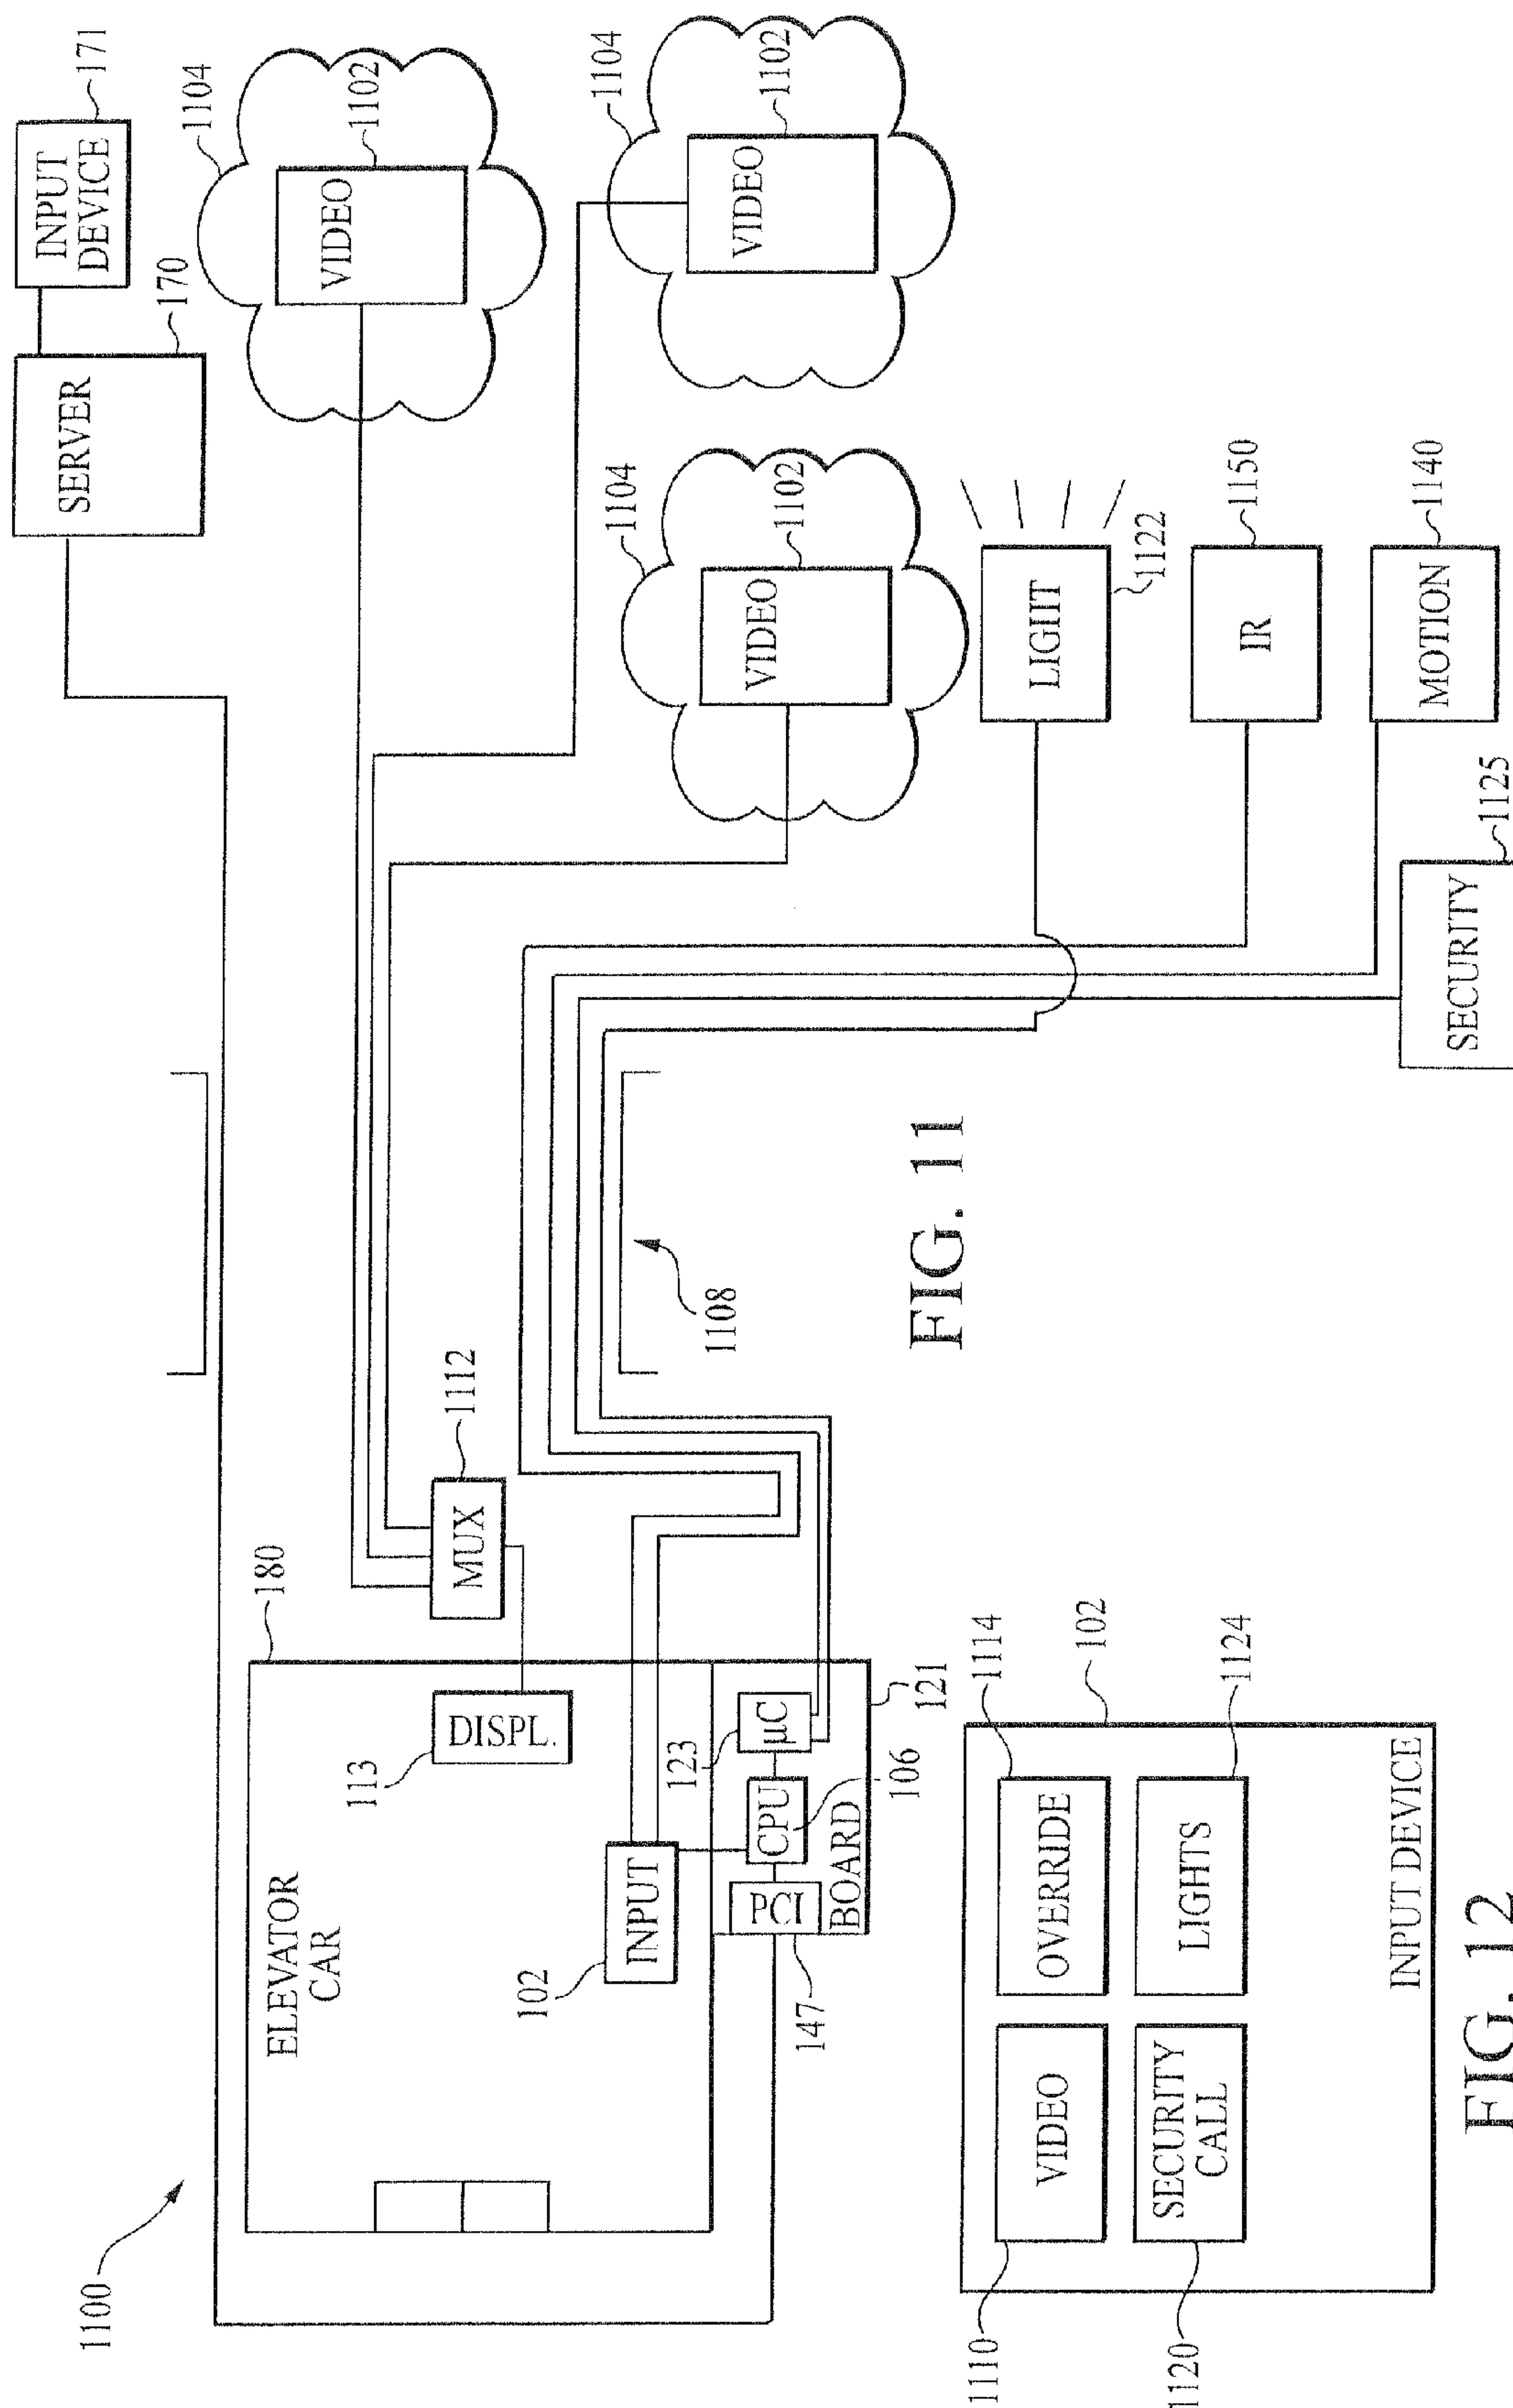 1100
ELEVATOR
CAR
180
DISPL.
113
INPUT
102
µC
123
CPU
106
PCI
147
BOARD
121
MUX
1112
1108
SERVER
170
INPUT
DEVICE
171
VIDEO
1102
1104
VIDEO
1102
1104
VIDEO
1102
1104
LIGHT
1122
IR
1150
MOTION
1140
SECURITY
1125
FIG. 11
VIDEO
1110
OVERRIDE
1114
SECURITY
CALL
1120
LIGHTS
1124
INPUT DEVICE
102
FIG. 12